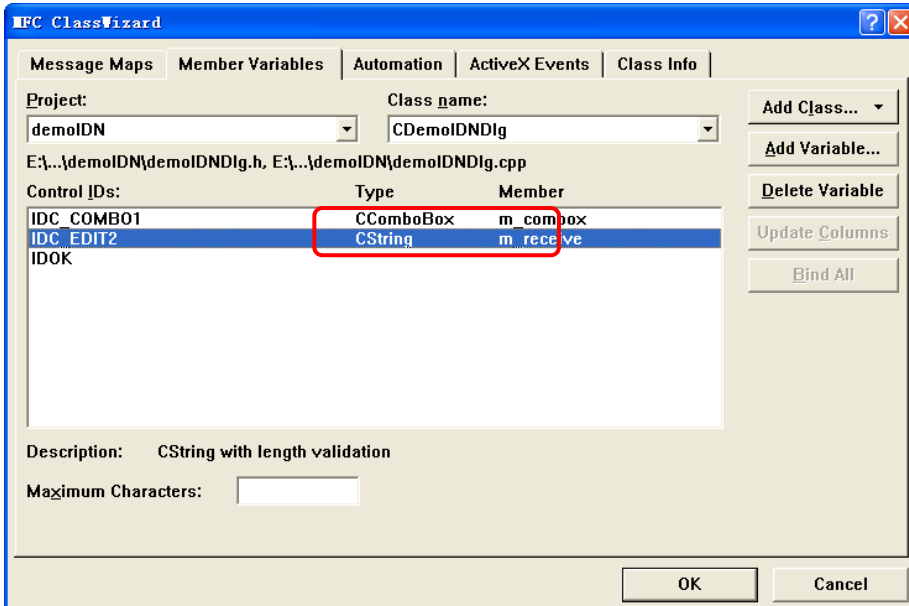 MFC ClassWizard
Message Maps Member Variables Automation ActiveX Events Class Info
Project: Class name:
demoIDN CDemoIDNDlg
Add Class...
E:\...\demoIDN\demoIDNDlg.h, E:\...\demoIDN\demoIDNDlg.cpp
Add Variable...
Control IDs: Type Member
Delete Variable
IDC_COMBO1 CComboBox m_combox
IDC_EDIT2 CString m_receive
Update Columns
IDOK
Bind All
Description: CString with length validation
Maximum Characters:
OK Cancel